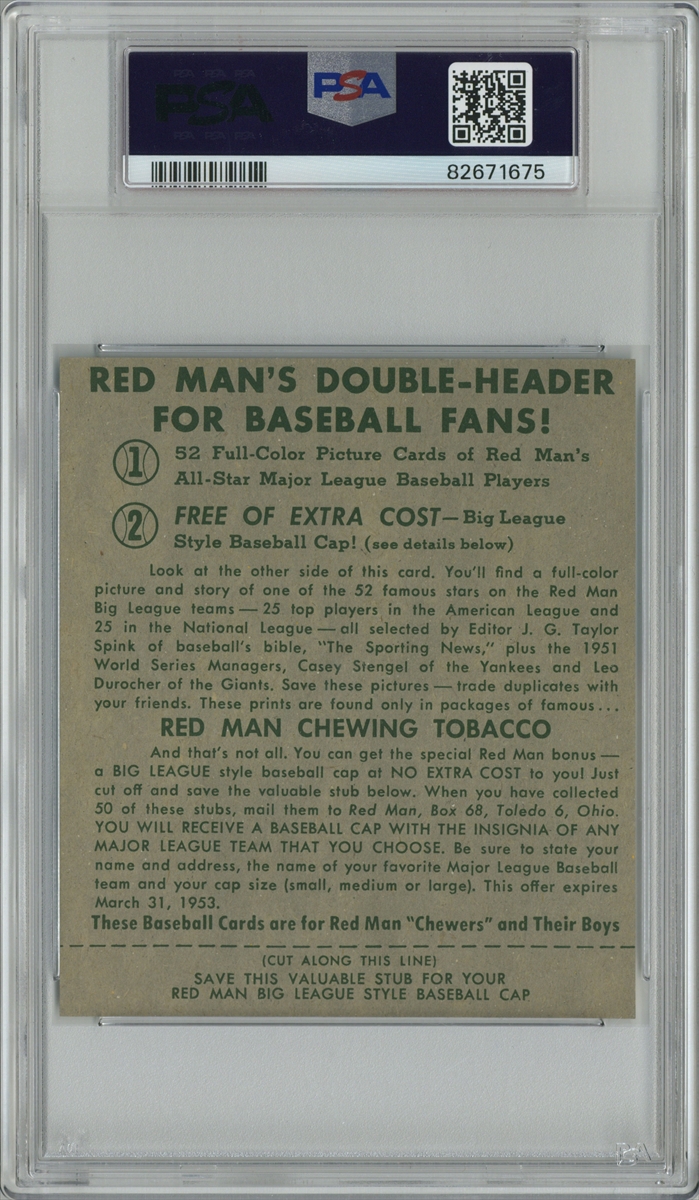 PSA PSA PSA
PSA
PSA PSA PSA
PSA
82671675
RED MAN'S DOUBLE-HEADER
FOR BASEBALL FANS!
1 52 Full-Color Picture Cards of Red Man's
All-Star Major League Baseball Players
2 FREE OF EXTRA COST—Big League
Style Baseball Cap! (see details below)
Look at the other side of this card. You'll find a full-color
picture and story of one of the 52 famous stars on the Red Man
Big League teams — 25 top players in the American League and
25 in the National League — all selected by Editor J. G. Taylor
Spink of baseball's bible, "The Sporting News," plus the 1951
World Series Managers, Casey Stengel of the Yankees and Leo
Durocher of the Giants. Save these pictures — trade duplicates with
your friends. These prints are found only in packages of famous...
RED MAN CHEWING TOBACCO
And that's not all. You can get the special Red Man bonus —
a BIG LEAGUE style baseball cap at NO EXTRA COST to you! Just
cut off and save the valuable stub below. When you have collected
50 of these stubs, mail them to Red Man, Box 68, Toledo 6, Ohio.
YOU WILL RECEIVE A BASEBALL CAP WITH THE INSIGNIA OF ANY
MAJOR LEAGUE TEAM THAT YOU CHOOSE. Be sure to state your
name and address, the name of your favorite Major League Baseball
team and your cap size (small, medium or large). This offer expires
March 31, 1953.
These Baseball Cards are for Red Man "Chewers" and Their Boys
(CUT ALONG THIS LINE)
SAVE THIS VALUABLE STUB FOR YOUR
RED MAN BIG LEAGUE STYLE BASEBALL CAP
PSA